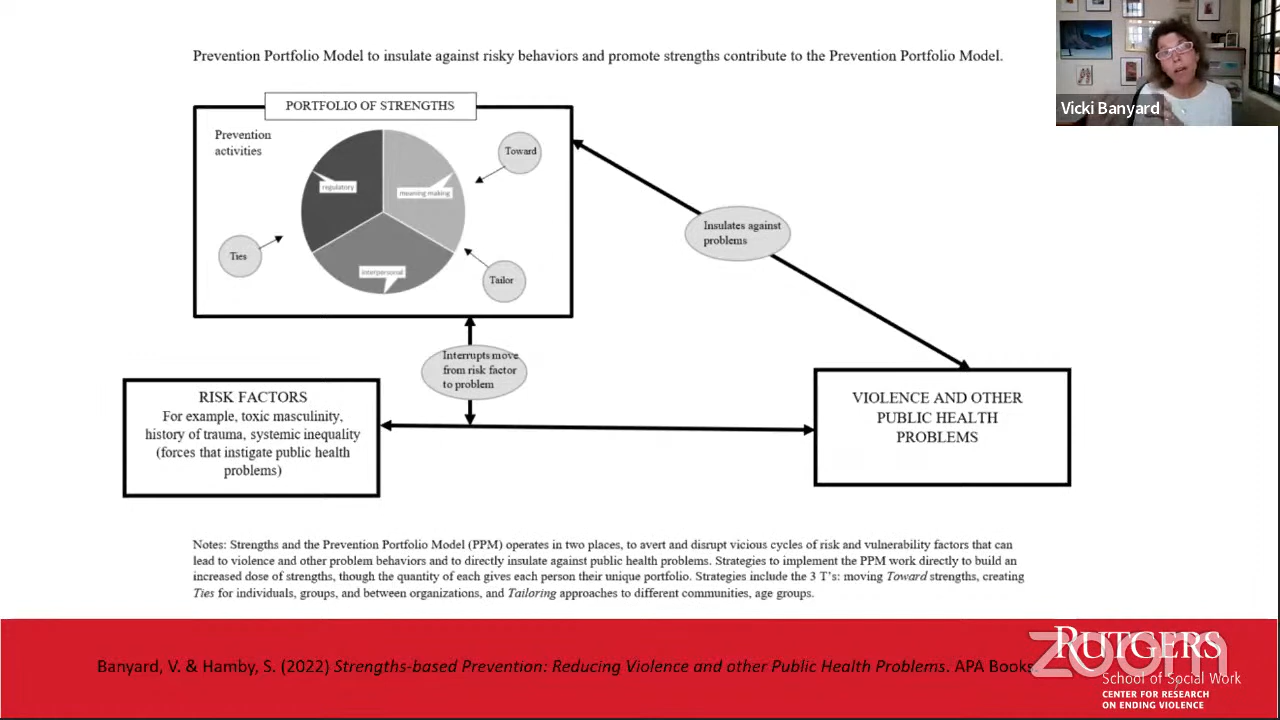 Prevention Portfolio Model to insulate against risky behaviors and promote strengths contribute to the Prevention Portfolio Model.
Vicki Banyard
PORTFOLIO OF STRENGTHS
Prevention
activities
Toward
regulatory
meaning making
Ties
interpersonal
Tailor
Insulates against
problems
Interrupts move
from risk factor
to problem
RISK FACTORS
For example, toxic masculinity,
history of trauma, systemic inequality
(forces that instigate public health
problems)
VIOLENCE AND OTHER
PUBLIC HEALTH
PROBLEMS
Notes: Strengths and the Prevention Portfolio Model (PPM) operates in two places, to avert and disrupt vicious cycles of risk and vulnerability factors that can
lead to violence and other problem behaviors and to directly insulate against public health problems. Strategies to implement the PPM work directly to build an
increased dose of strengths, though the quantity of each gives each person their unique portfolio. Strategies include the 3 T's: moving Toward strengths, creating
Ties for individuals, groups, and between organizations, and Tailoring approaches to different communities, age groups.
Banyard, V. & Hamby, S. (2022) Strengths-based Prevention: Reducing Violence and other Public Health Problems. APA Books
zoom
RUTGERS
School of Social Work
CENTER FOR RESEARCH
ON ENDING VIOLENCE